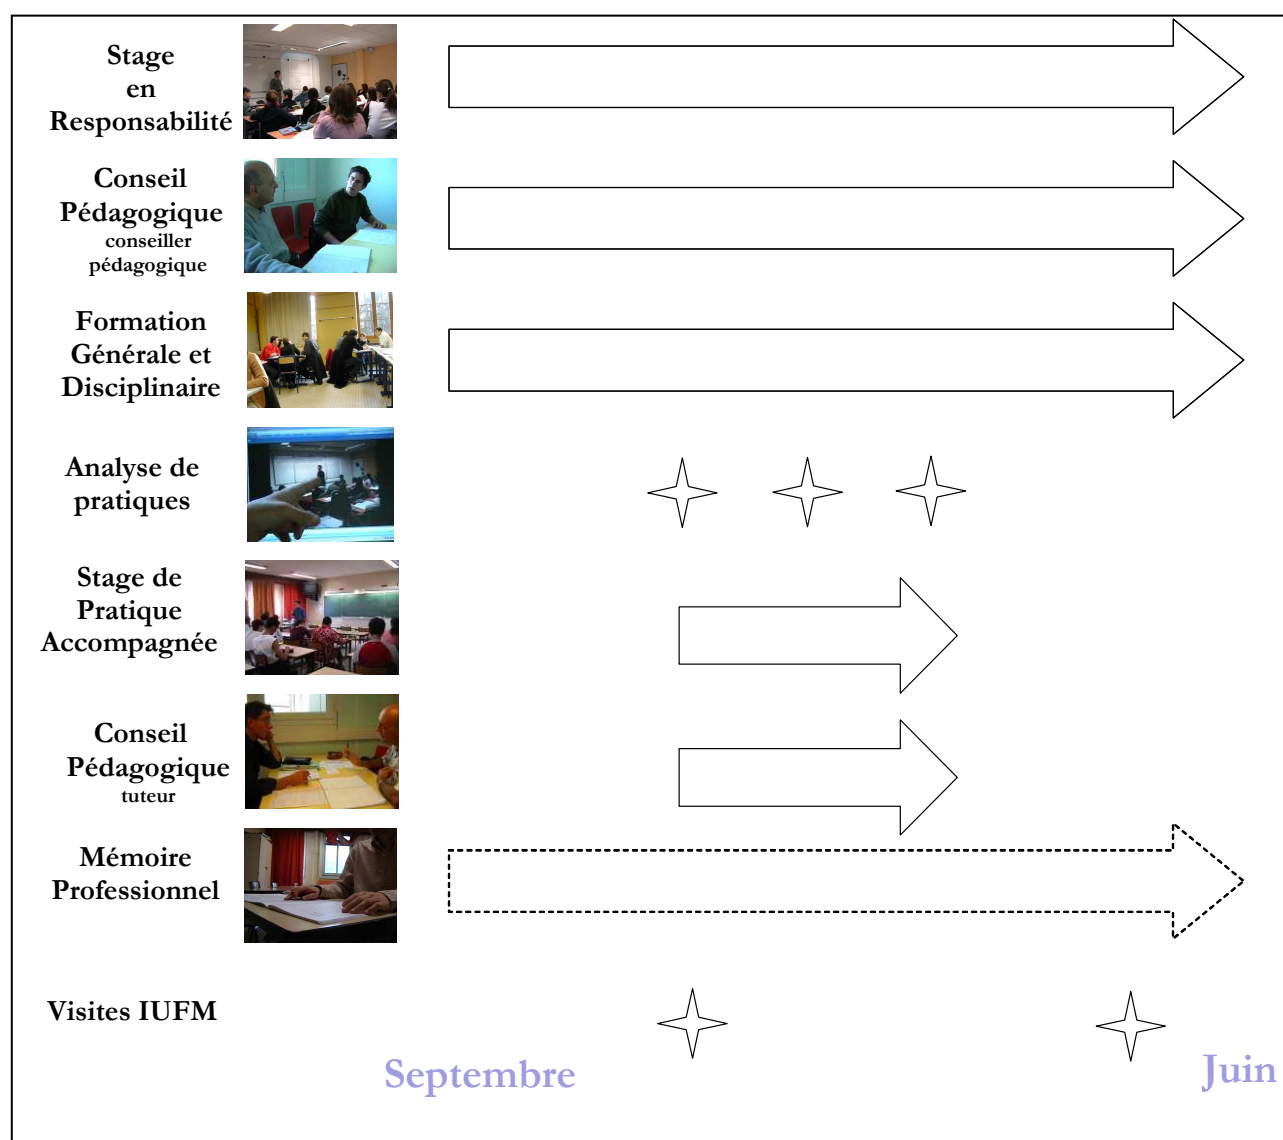 Stage
en
Responsabilité
Conseil
Pédagogique
conseiller
pédagogique
Formation
Générale et
Disciplinaire
Analyse de
pratiques
Stage de
Pratique
Accompagnée
Conseil
Pédagogique
tuteur
Mémoire
Professionnel
Visites IUFM
Septembre
Juin